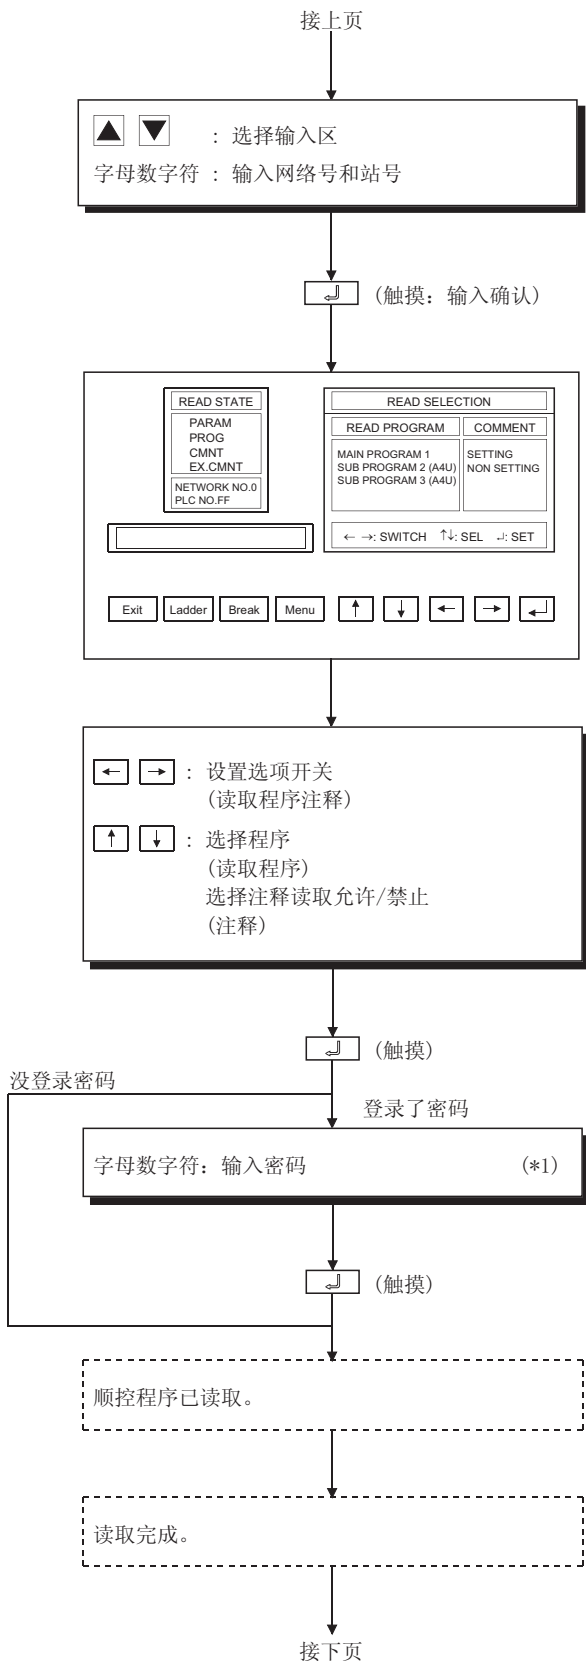 接上页
▲ ▼ : 选择输入区
字母数字符 : 输入网络号和站号
(触摸: 输入确认)
READ STATE
PARAM
PROG
CMNT
EX.CMNT
NETWORK NO.0
PLC NO.FF
READ SELECTION
READ PROGRAM COMMENT
MAIN PROGRAM 1 SETTING
SUB PROGRAM 2 (A4U) NON SETTING
SUB PROGRAM 3 (A4U)
← →: SWITCH ↑↓: SEL ↵: SET
Exit Ladder Break Menu ↑ ↓ ← → ↵
← → : 设置选项开关
(读取程序注释)
↑ ↓ : 选择程序
(读取程序)
选择注释读取允许/禁止
(注释)
(触摸)
没登录密码
登录了密码
字母数字符: 输入密码 (*1)
(触摸)
顺控程序已读取。
读取完成。
接下页